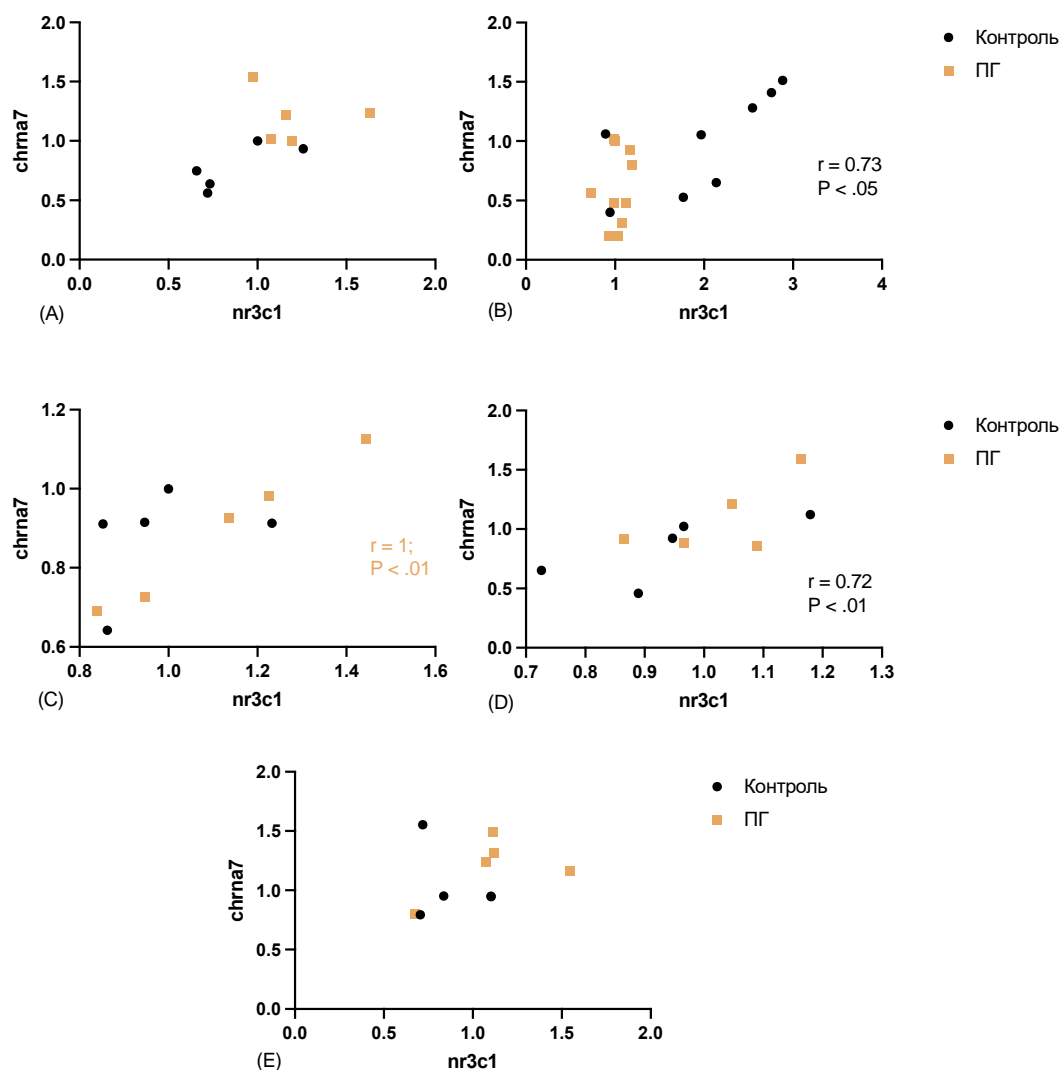 2.0
1.5
1.0
0.5
0.0
chrna7
0.0 0.5 1.0 1.5 2.0
nr3c1
(A)
2.0
1.5
1.0
0.5
0.0
chrna7
r = 0.73
P < .05
0 1 2 3 4
nr3c1
(B)
Контроль
ПГ
1.2
1.0
0.8
0.6
chrna7
r = 1;
P < .01
0.8 1.0 1.2 1.4 1.6
nr3c1
(C)
2.0
1.5
1.0
0.5
0.0
chrna7
r = 0.72
P < .01
0.7 0.8 0.9 1.0 1.1 1.2 1.3
nr3c1
(D)
Контроль
ПГ
2.0
1.5
1.0
0.5
0.0
chrna7
0.0 0.5 1.0 1.5 2.0
nr3c1
(E)
Контроль
ПГ